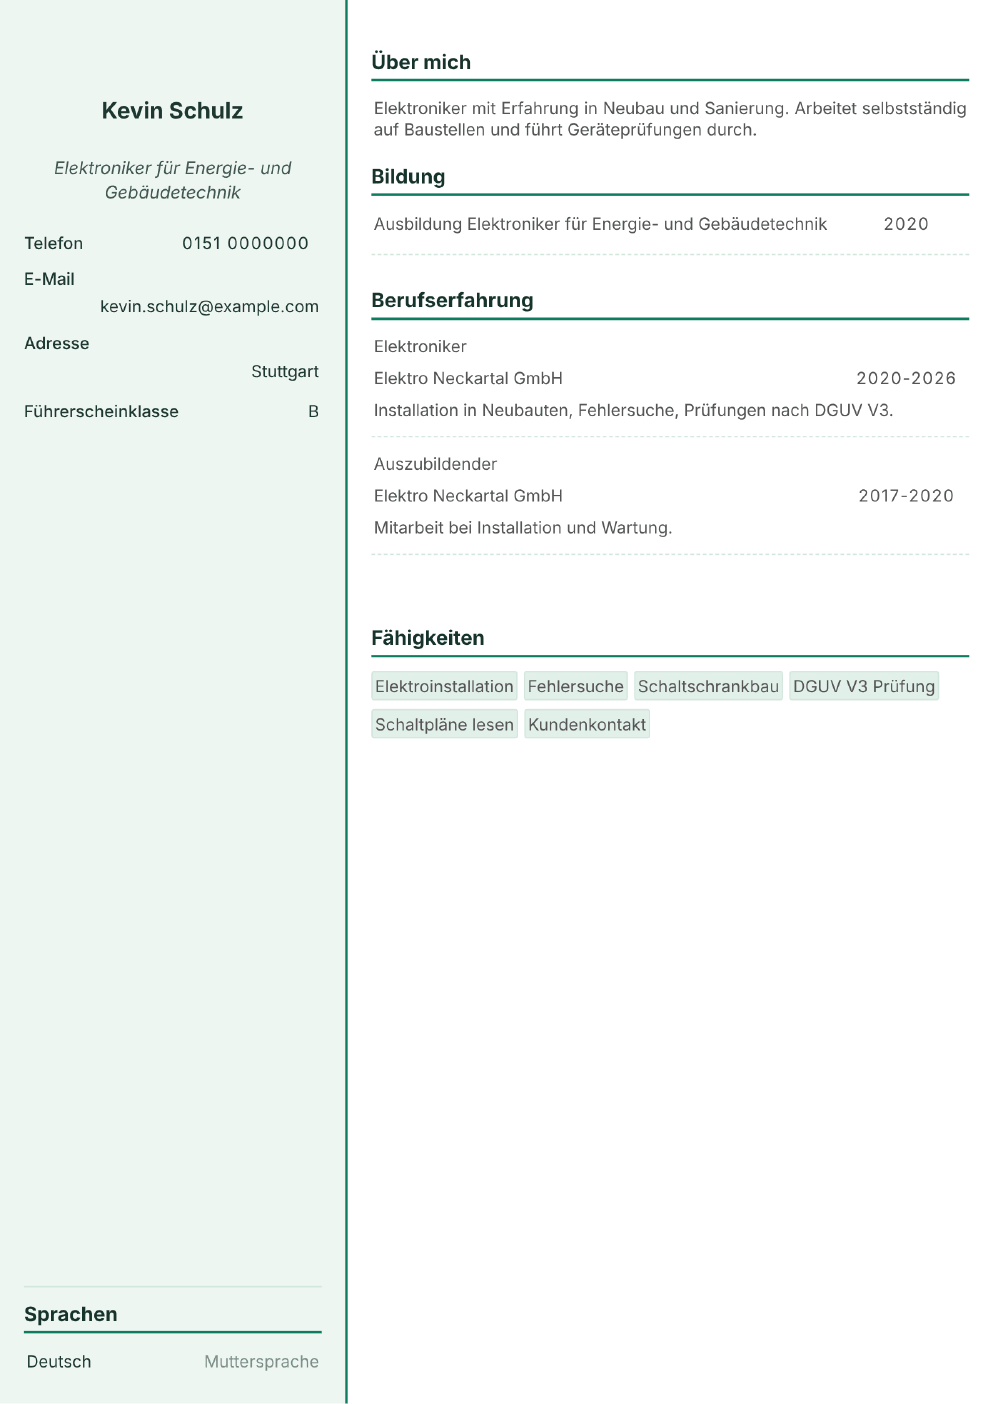 Kevin Schulz
Elektroniker für Energie- und
Gebäudetechnik
Telefon 0151 0000000
E-Mail
kevin.schulz@example.com
Adresse
Stuttgart
Führerscheinklasse B
Sprachen
Deutsch Muttersprache
Über mich
Elektroniker mit Erfahrung in Neubau und Sanierung. Arbeitet selbstständig
auf Baustellen und führt Geräteprüfungen durch.
Bildung
Ausbildung Elektroniker für Energie- und Gebäudetechnik 2020
Berufserfahrung
Elektroniker
Elektro Neckartal GmbH 2020-2026
Installation in Neubauten, Fehlersuche, Prüfungen nach DGUV V3.
Auszubildender
Elektro Neckartal GmbH 2017-2020
Mitarbeit bei Installation und Wartung.
Fähigkeiten
Elektroinstallation Fehlersuche Schaltschrankbau DGUV V3 Prüfung
Schaltpläne lesen Kundenkontakt